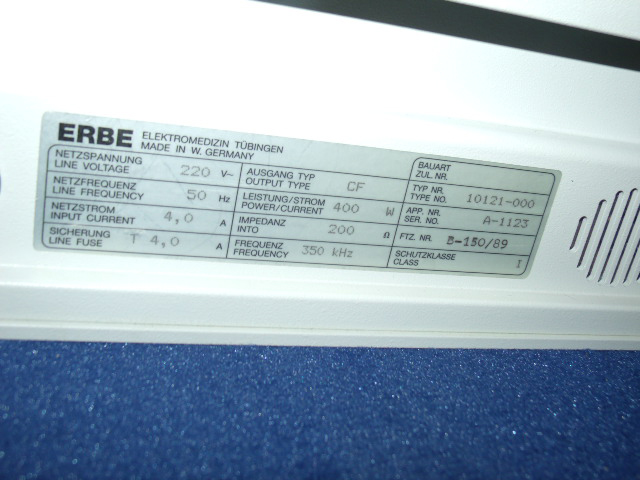 ERBE ELEKTROMEDIZIN TÜBINGEN
MADE IN W. GERMANY
NETZSPANNUNG
LINE VOLTAGE 220 V~
NETZFREQUENZ
LINE FREQUENCY 50 Hz
NETZSTROM
INPUT CURRENT 4,0 A
SICHERUNG
LINE FUSE T 4,0 A
AUSGANG TYP
OUTPUT TYPE CF
LEISTUNG/STROM
POWER/CURRENT 400 W
IMPEDANZ
INTO 200 Ω
FREQUENZ
FREQUENCY 350 kHz
BAUART
ZUL. NR.
TYP NR.
TYPE NO. 10121-000
APP. NR.
SER. NO. A-1123
FTZ. NR. B-150/89
SCHUTZKLASSE
CLASS I